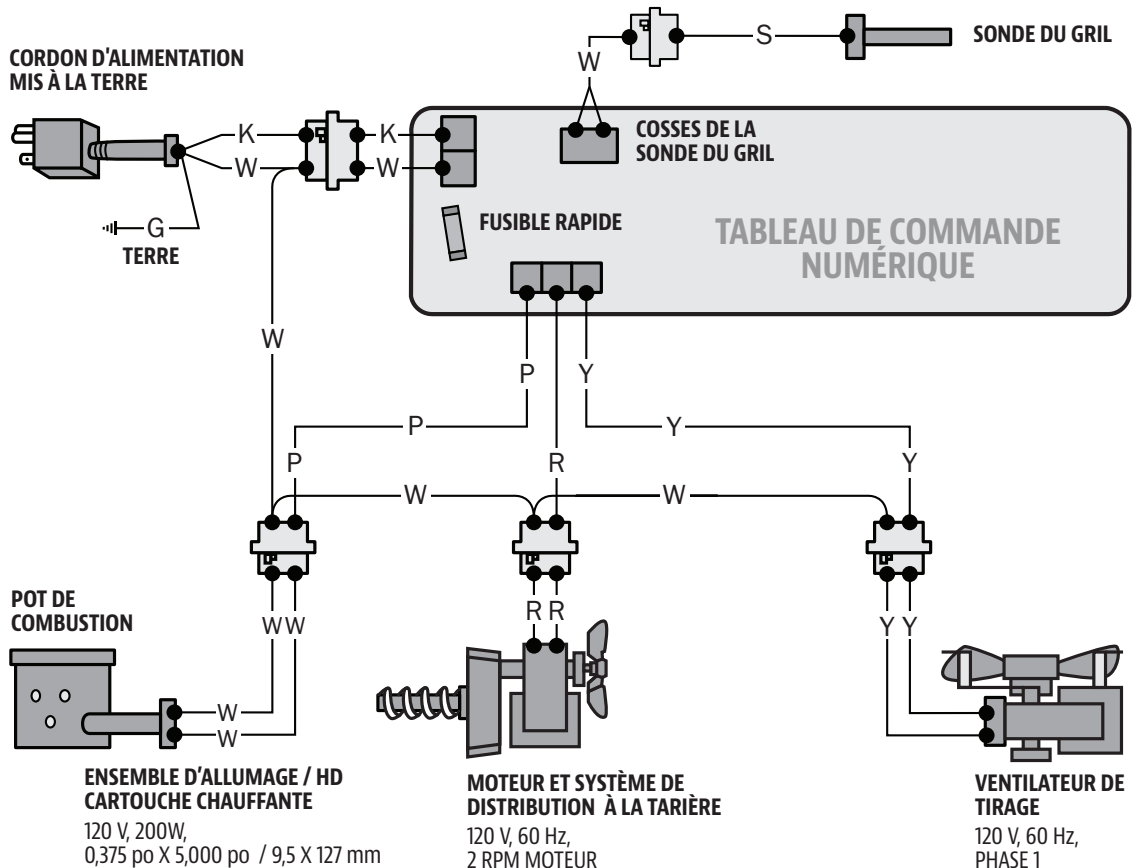 SONDE DU GRIL
S
W
CORDON D'ALIMENTATION
MIS À LA TERRE
K
K
W
W
G
TERRE
COSSES DE LA
SONDE DU GRIL
FUSIBLE RAPIDE
TABLEAU DE COMMANDE
NUMÉRIQUE
W
P
Y
P
Y
P
R
Y
W
W
POT DE
COMBUSTION
W W
R R
Y Y
W
W
ENSEMBLE D'ALLUMAGE / HD
CARTOUCHE CHAUFFANTE
120 V, 200W,
0,375 po X 5,000 po / 9,5 X 127 mm
MOTEUR ET SYSTÈME DE
DISTRIBUTION À LA TARIÈRE
120 V, 60 Hz,
2 RPM MOTEUR
VENTILATEUR DE
TIRAGE
120 V, 60 Hz,
PHASE 1